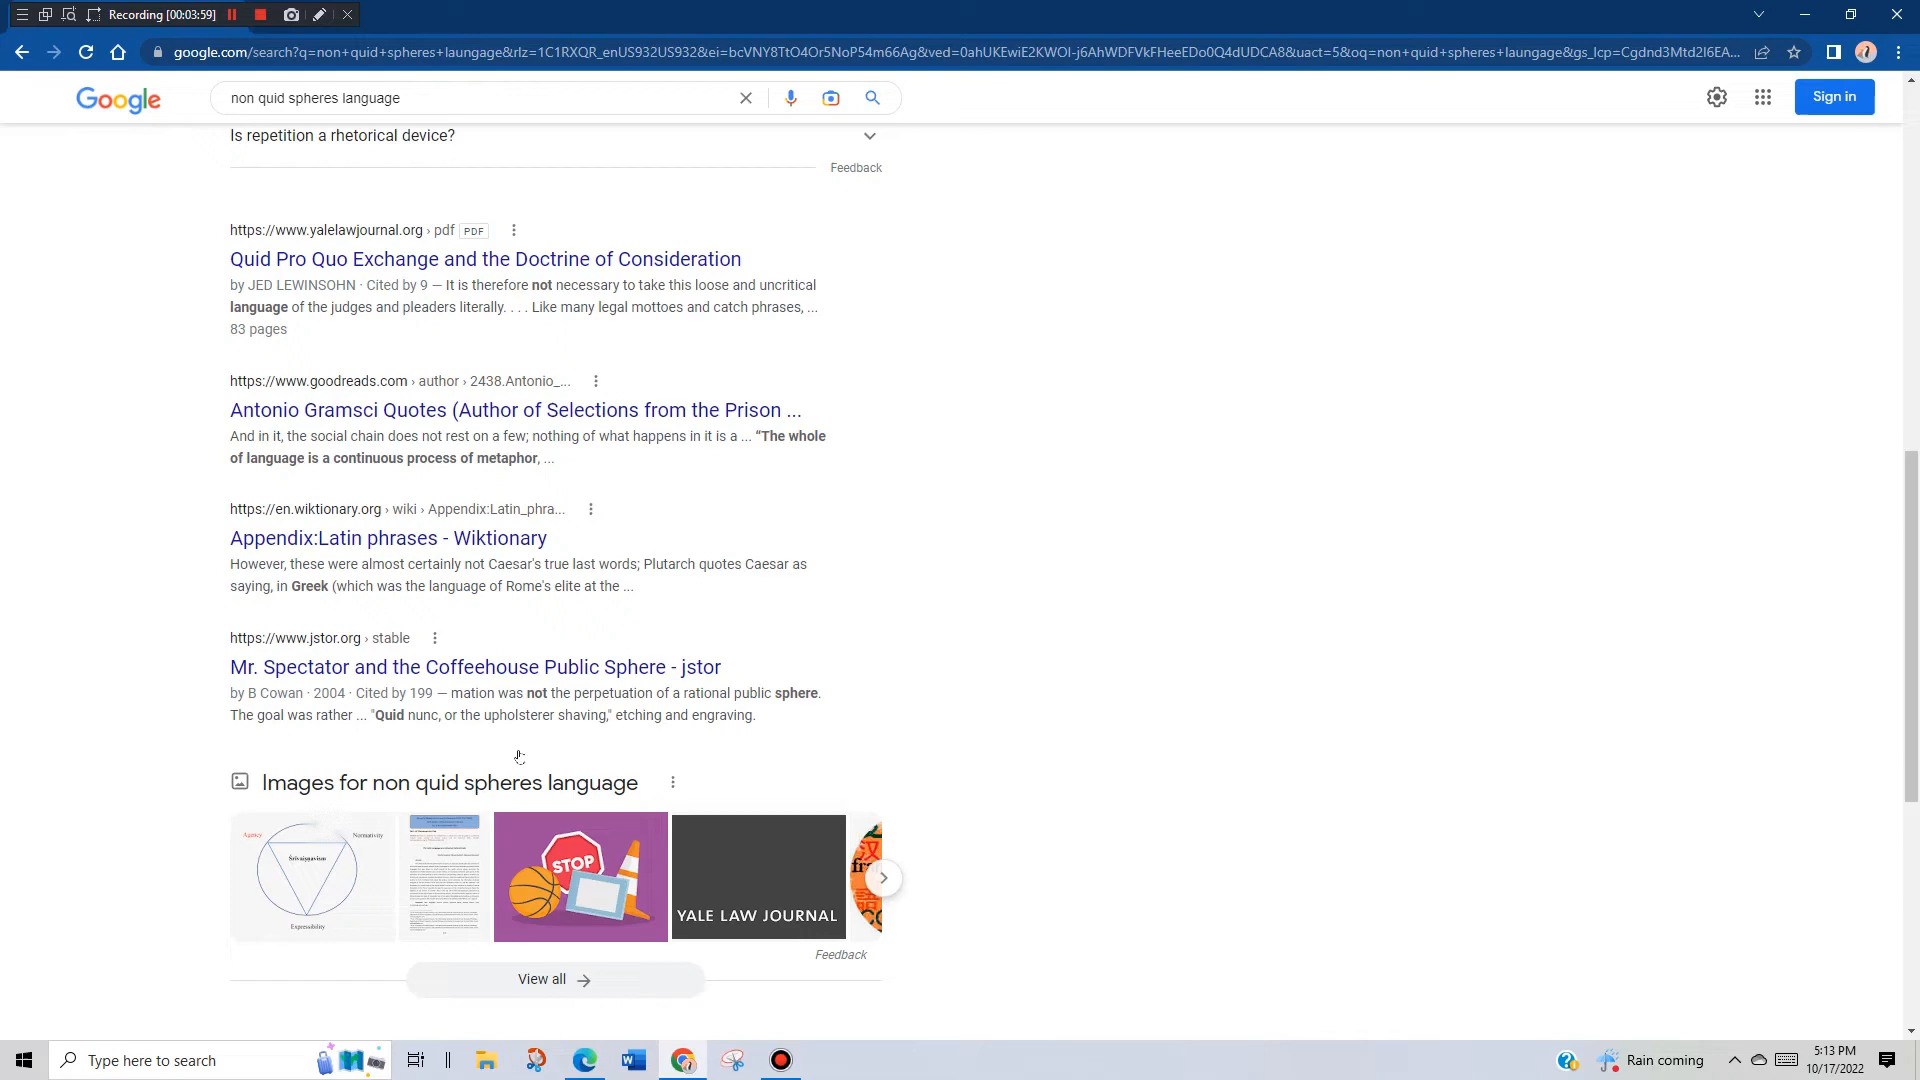 Recording [00:03:59]
google.com/search?q=non+quid+spheres+laungage&rlz=1C1RXQR_enUS932US932&ei=bcVNY8TtO4Or5NoP54m66Ag&ved=0ahUKEwiE2KWOI-j6AhWDFVkFHeeEDo0Q4dUDCA8&uact=5&oq=non+quid+spheres+laungage&gs_lcp=Cgdnd3Mtd2l6EA...
Google
non quid spheres language
Sign in
Is repetition a rhetorical device?
Feedback
https://www.yalelawjournal.org › pdf PDF
Quid Pro Quo Exchange and the Doctrine of Consideration
by JED LEWINSOHN · Cited by 9 — It is therefore not necessary to take this loose and uncritical
language of the judges and pleaders literally. . . . Like many legal mottoes and catch phrases, ...
83 pages
https://www.goodreads.com › author › 2438.Antonio_...
Antonio Gramsci Quotes (Author of Selections from the Prison ...
And in it, the social chain does not rest on a few; nothing of what happens in it is a ... “The whole
of language is a continuous process of metaphor, ...
https://en.wiktionary.org › wiki › Appendix:Latin_phra...
Appendix:Latin phrases - Wiktionary
However, these were almost certainly not Caesar's true last words; Plutarch quotes Caesar as
saying, in Greek (which was the language of Rome's elite at the ...
https://www.jstor.org › stable
Mr. Spectator and the Coffeehouse Public Sphere - jstor
by B Cowan · 2004 · Cited by 199 — mation was not the perpetuation of a rational public sphere.
The goal was rather ... "Quid nunc, or the upholsterer shaving," etching and engraving.
Images for non quid spheres language
Agency
Normativity
Śrīvaiṣṇavism
Expressibility
STOP
YALE LAW JOURNAL
Feedback
View all
Type here to search
Rain coming
5:13 PM
10/17/2022